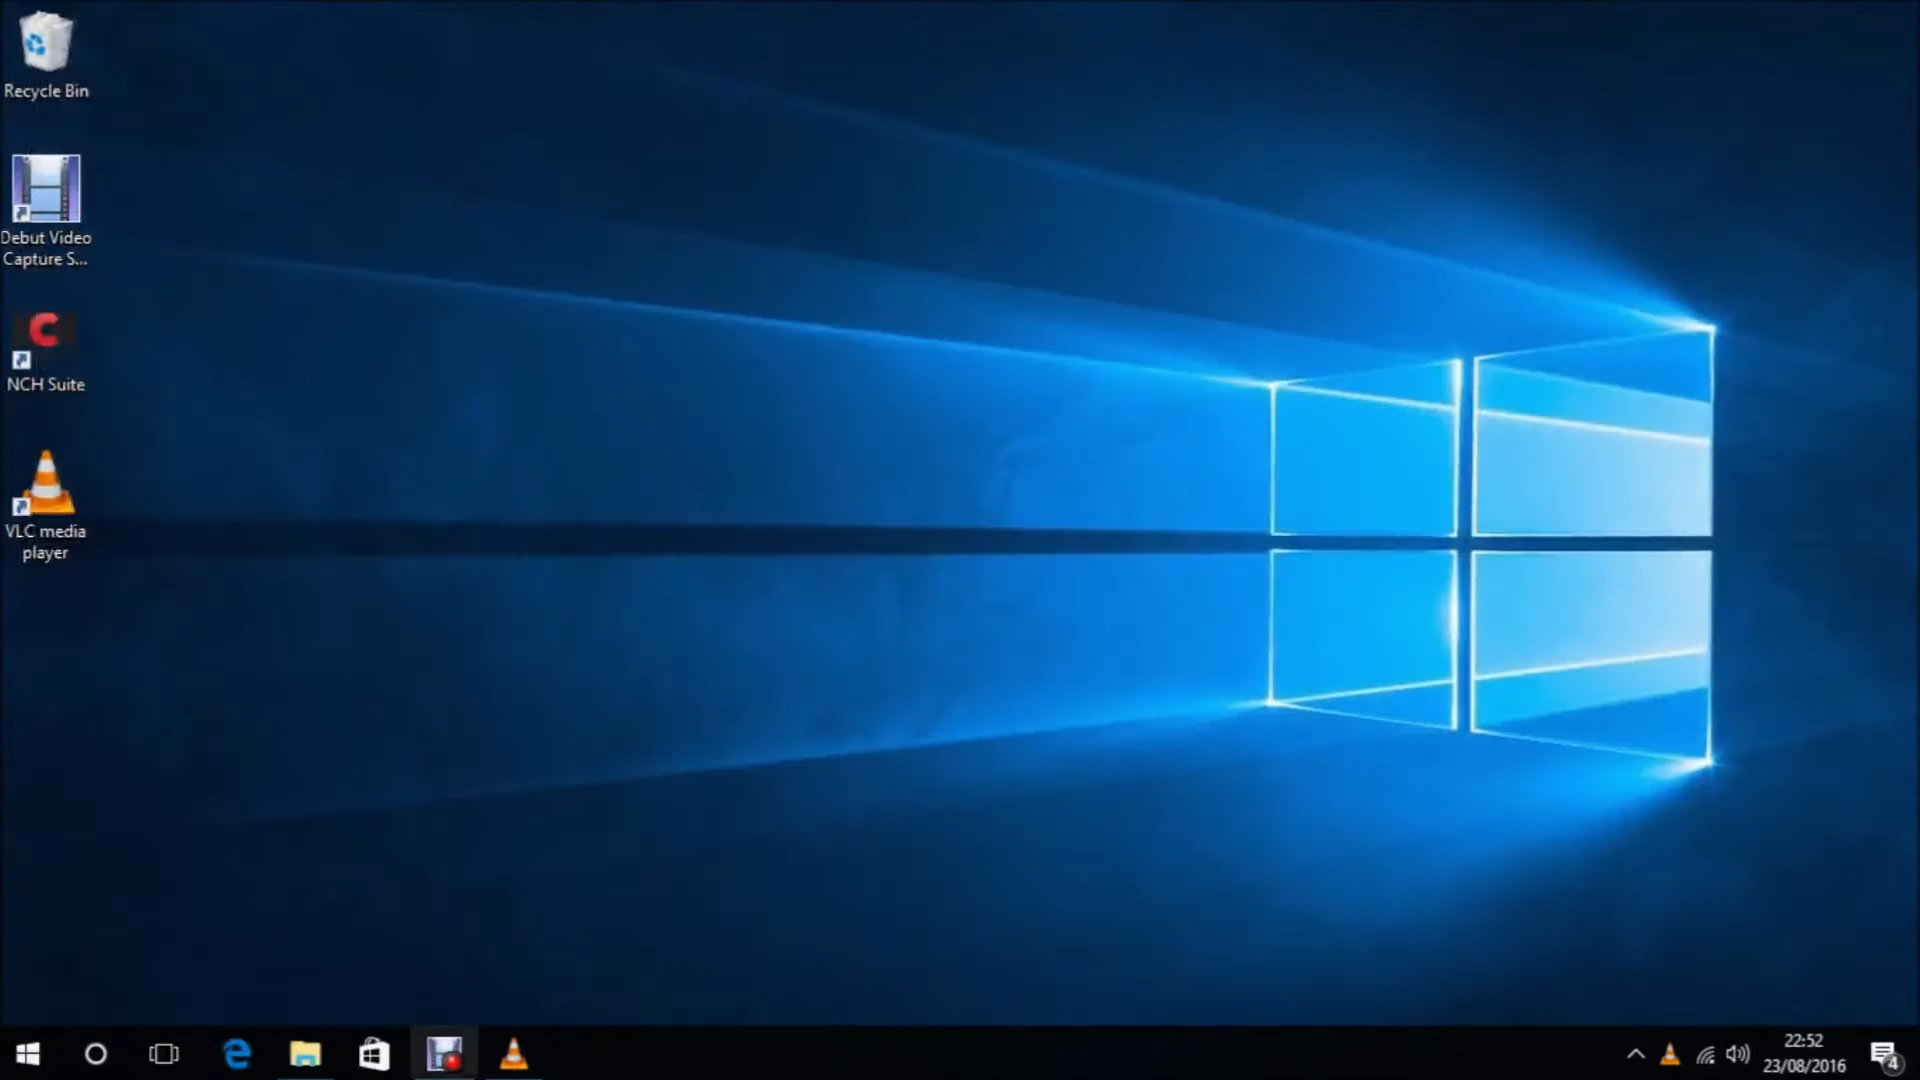 Recycle Bin
Debut Video
Capture S...
NCH Suite
VLC media
player
22:52
23/08/2016
4